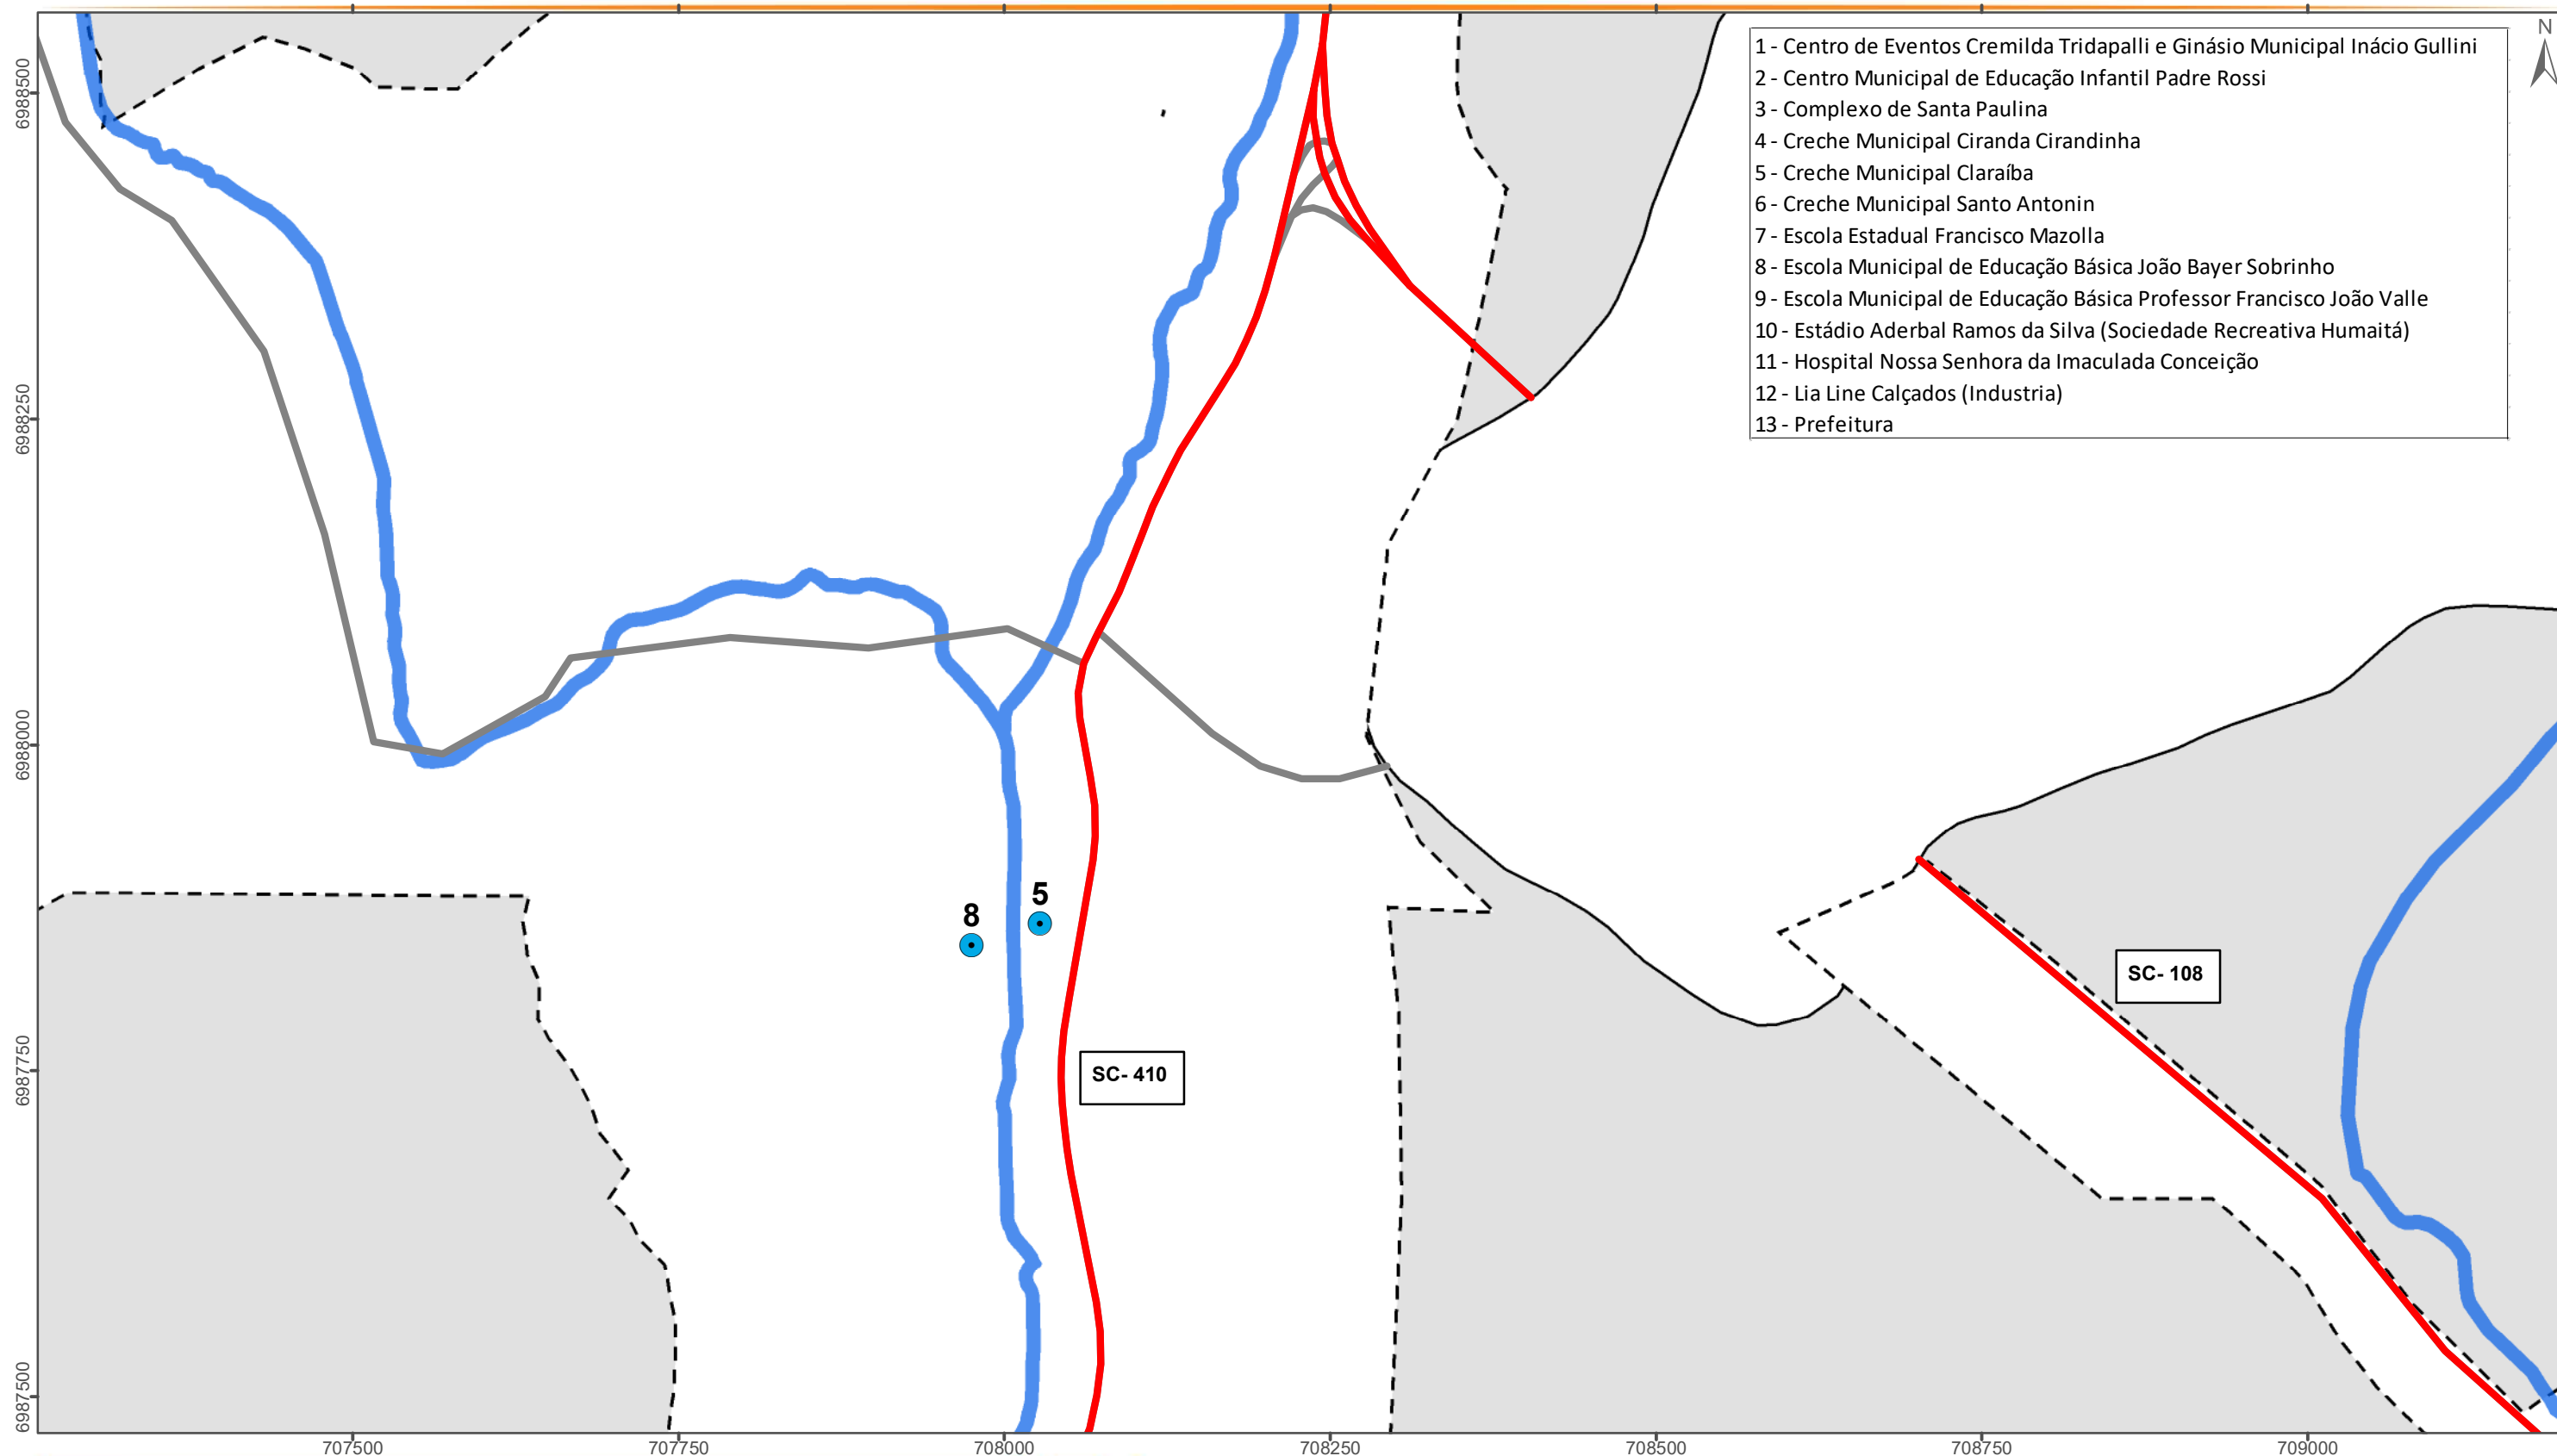 N
1 - Centro de Eventos Cremilda Tridapalli e Ginásio Municipal Inácio Gullini
2 - Centro Municipal de Educação Infantil Padre Rossi
3 - Complexo de Santa Paulina
4 - Creche Municipal Ciranda Cirandinha
5 - Creche Municipal Claraíba
6 - Creche Municipal Santo Antonin
7 - Escola Estadual Francisco Mazolla
8 - Escola Municipal de Educação Básica João Bayer Sobrinho
9 - Escola Municipal de Educação Básica Professor Francisco João Valle
10 - Estádio Aderbal Ramos da Silva (Sociedade Recreativa Humaitá)
11 - Hospital Nossa Senhora da Imaculada Conceição
12 - Lia Line Calçados (Industria)
13 - Prefeitura
6988500
6988250
6988000
6987750
6987500
5
8
SC- 108
SC- 410
707500
707750
708000
708250
708500
708750
709000